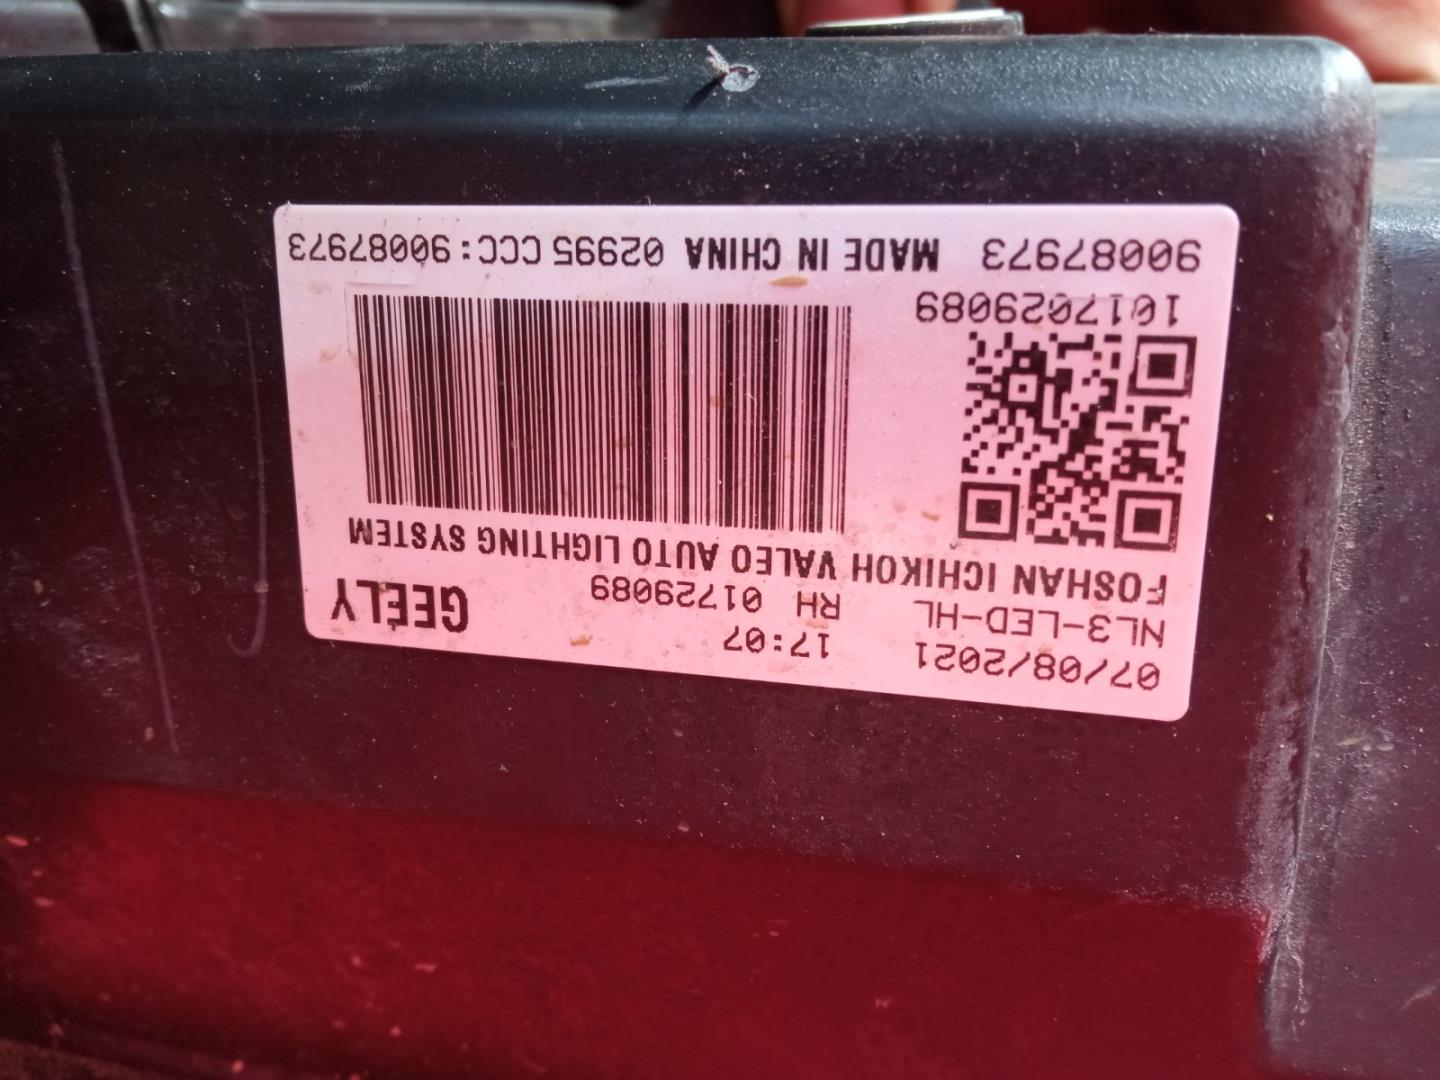 07/08/2021 17:07
NL3-LED-HL RH 01729089 GEELY
FOSHAN ICHIKOH VALEO AUTO LIGHTING SYSTEM
1017029089
90087973 MADE IN CHINA 02995 CCC:90087973